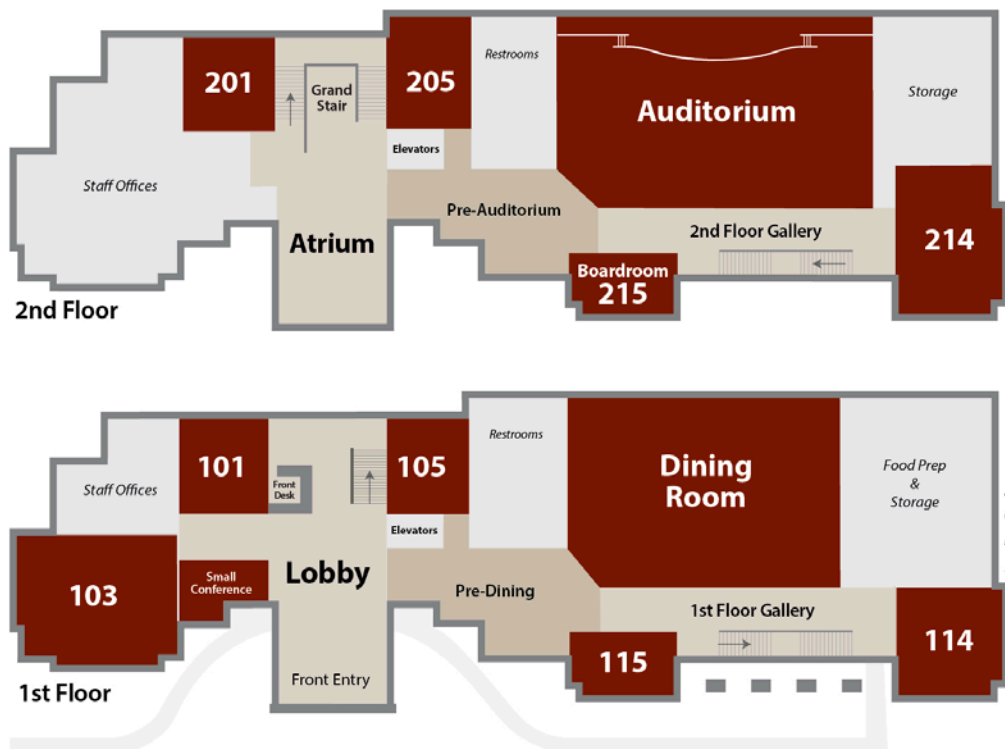 201
Grand
Stair
205
Restrooms
Auditorium
Storage
Elevators
Staff Offices
Pre-Auditorium
Atrium
2nd Floor Gallery
214
Boardroom
215
2nd Floor
101
Front
Desk
105
Restrooms
Dining
Room
Food Prep
&
Storage
Staff Offices
Elevators
103
Small
Conference
Lobby
Pre-Dining
1st Floor Gallery
115
114
Front Entry
1st Floor